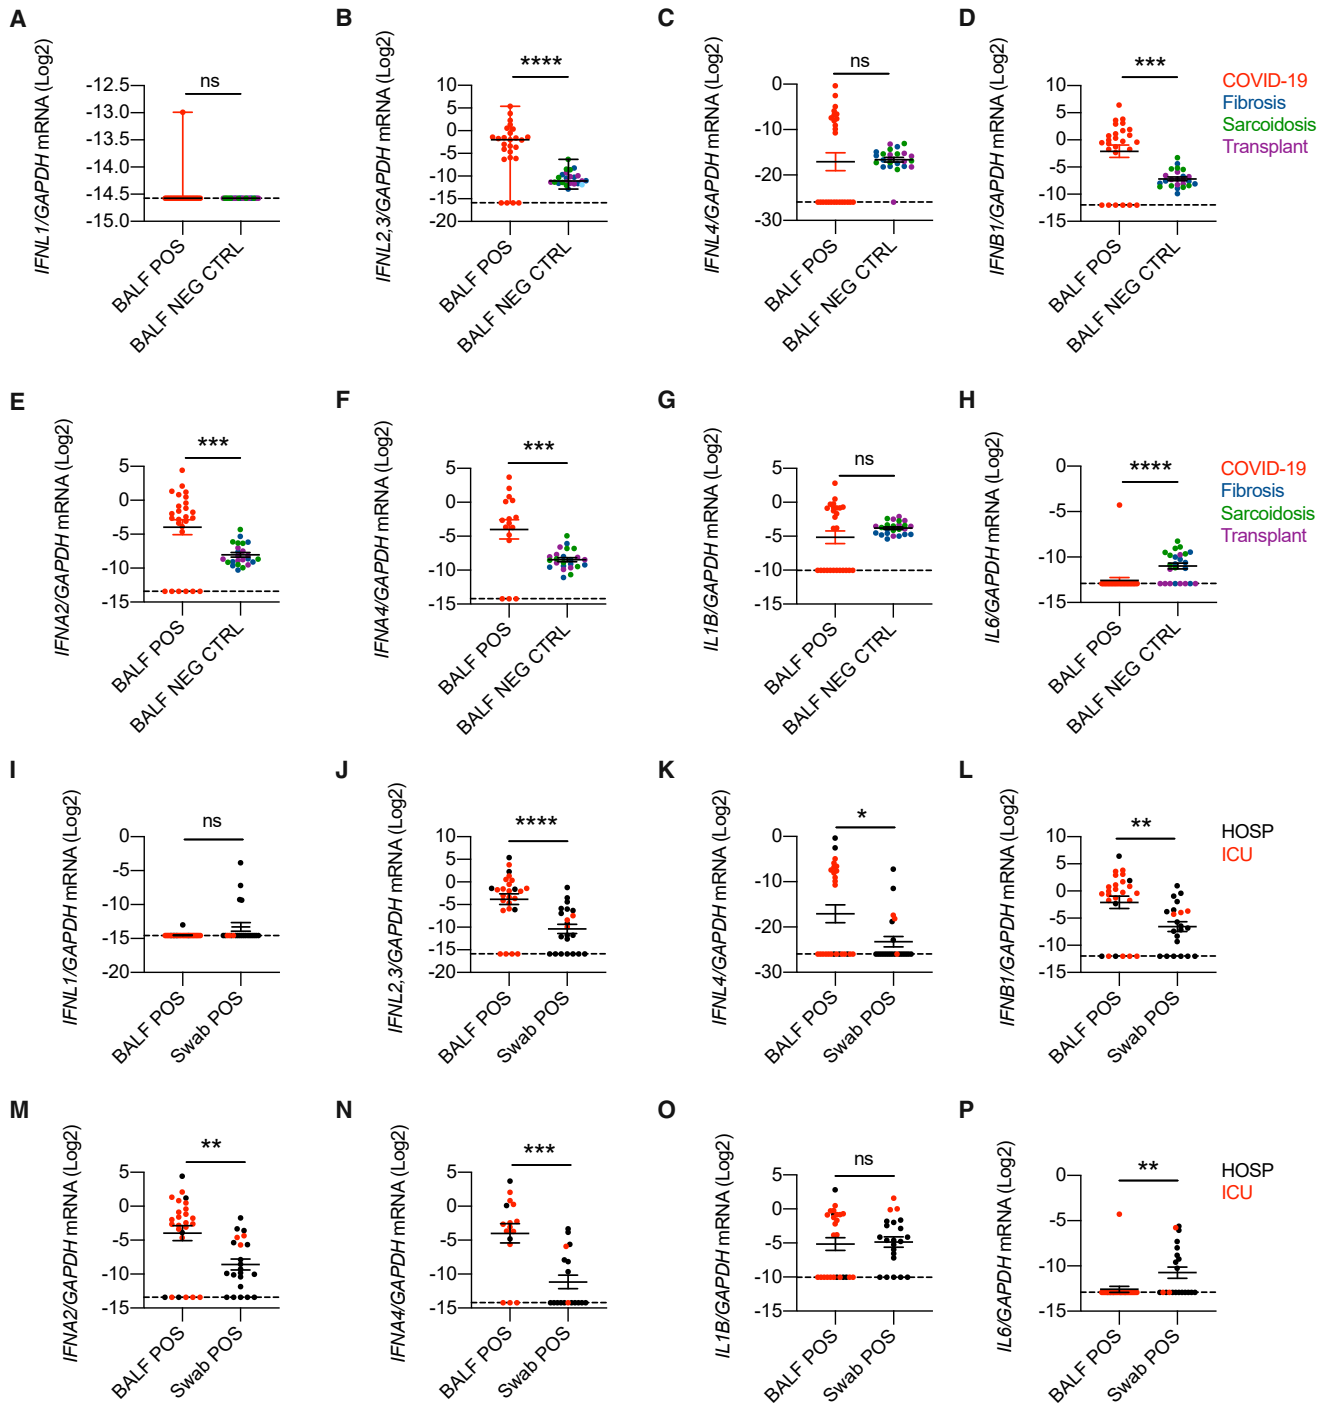 A
IFNL1/GAPDH mRNA (Log2)
ns
-12.5
-13.0
-13.5
-14.0
-14.5
-15.0
BALF POS
BALF NEG CTRL
B
IFNL2,3/GAPDH mRNA (Log2)
****
10
5
0
-5
-10
-15
-20
BALF POS
BALF NEG CTRL
C
IFNL4/GAPDH mRNA (Log2)
ns
0
-10
-20
-30
BALF POS
BALF NEG CTRL
D
IFNB1/GAPDH mRNA (Log2)
***
10
5
0
-5
-10
-15
BALF POS
BALF NEG CTRL
COVID-19
Fibrosis
Sarcoidosis
Transplant
E
IFNA2/GAPDH mRNA (Log2)
***
5
0
-5
-10
-15
BALF POS
BALF NEG CTRL
F
IFNA4/GAPDH mRNA (Log2)
***
5
0
-5
-10
-15
BALF POS
BALF NEG CTRL
G
IL1B/GAPDH mRNA (Log2)
ns
5
0
-5
-10
-15
BALF POS
BALF NEG CTRL
H
IL6/GAPDH mRNA (Log2)
****
0
-5
-10
-15
BALF POS
BALF NEG CTRL
COVID-19
Fibrosis
Sarcoidosis
Transplant
I
IFNL1/GAPDH mRNA (Log2)
ns
0
-5
-10
-15
-20
BALF POS
Swab POS
J
IFNL2,3/GAPDH mRNA (Log2)
****
10
5
0
-5
-10
-15
-20
BALF POS
Swab POS
K
IFNL4/GAPDH mRNA (Log2)
*
0
-10
-20
-30
BALF POS
Swab POS
L
IFNB1/GAPDH mRNA (Log2)
**
10
5
0
-5
-10
-15
BALF POS
Swab POS
HOSP
ICU
M
IFNA2/GAPDH mRNA (Log2)
**
5
0
-5
-10
-15
BALF POS
Swab POS
N
IFNA4/GAPDH mRNA (Log2)
***
5
0
-5
-10
-15
BALF POS
Swab POS
O
IL1B/GAPDH mRNA (Log2)
ns
5
0
-5
-10
-15
BALF POS
Swab POS
P
IL6/GAPDH mRNA (Log2)
**
0
-5
-10
-15
BALF POS
Swab POS
HOSP
ICU